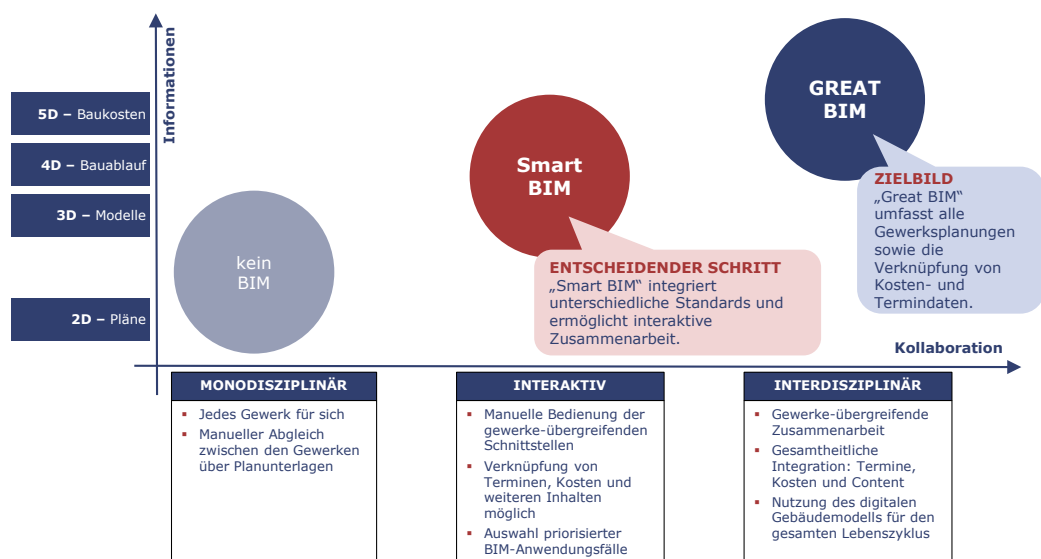 Informationen
5D – Baukosten
4D – Bauablauf
3D – Modelle
2D – Pläne
kein
BIM
Smart
BIM
GREAT
BIM
ENTSCHEIDENDER SCHRITT
„Smart BIM“ integriert
unterschiedliche Standards und
ermöglicht interaktive
Zusammenarbeit.
ZIELBILD
„Great BIM“
umfasst alle
Gewerksplanungen
sowie die
Verknüpfung von
Kosten- und
Termindaten.
Kollaboration
MONODISZIPLINÄR
▪ Jedes Gewerk für sich
▪ Manueller Abgleich
zwischen den Gewerken
über Planunterlagen
INTERAKTIV
▪ Manuelle Bedienung der
gewerke-übergreifenden
Schnittstellen
▪ Verknüpfung von
Terminen, Kosten und
weiteren Inhalten
möglich
▪ Auswahl priorisierter
BIM-Anwendungsfälle
INTERDISZIPLINÄR
▪ Gewerke-übergreifende
Zusammenarbeit
▪ Gesamtheitliche
Integration: Termine,
Kosten und Content
▪ Nutzung des digitalen
Gebäudemodells für den
gesamten Lebenszyklus